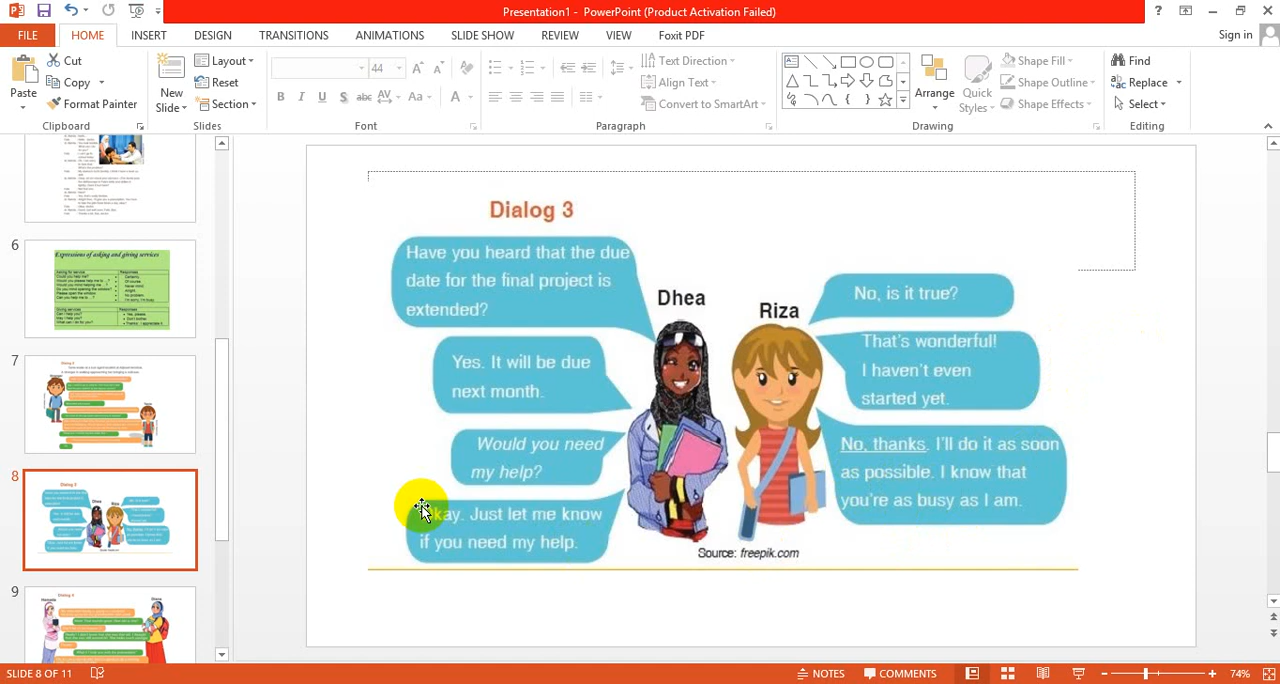 Presentation1 - PowerPoint (Product Activation Failed)
FILE HOME INSERT DESIGN TRANSITIONS ANIMATIONS SLIDE SHOW REVIEW VIEW Foxit PDF Sign in
Paste
Cut
Copy
Format Painter
Clipboard
New Slide
Layout
Reset
Section
Slides
44
Font
Text Direction
Align Text
Convert to SmartArt
Paragraph
Arrange
Quick Styles
Shape Fill
Shape Outline
Shape Effects
Drawing
Find
Replace
Select
Editing
6
Expressions of asking and giving services
7
8
9
Dialog 3
Have you heard that the due
date for the final project is
extended?
Dhea
Riza
No, is it true?
Yes. It will be due
next month.
That's wonderful!
I haven't even
started yet.
Would you need
my help?
No, thanks. I'll do it as soon
as possible. I know that
you're as busy as I am.
Okay. Just let me know
if you need my help.
Source: freepik.com
SLIDE 8 OF 11
NOTES
COMMENTS
74%